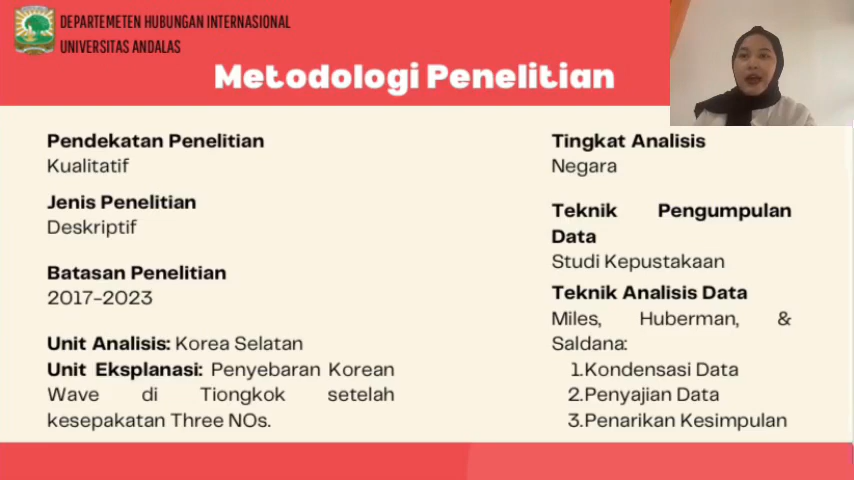 DEPARTEMETEN HUBUNGAN INTERNASIONAL
UNIVERSITAS ANDALAS
Metodologi Penelitian
Pendekatan Penelitian
Kualitatif
Jenis Penelitian
Deskriptif
Batasan Penelitian
2017-2023
Unit Analisis: Korea Selatan
Unit Eksplanasi: Penyebaran Korean
Wave di Tiongkok setelah
kesepakatan Three NOs.
Tingkat Analisis
Negara
Teknik Pengumpulan
Data
Studi Kepustakaan
Teknik Analisis Data
Miles, Huberman, &
Saldana:
1.Kondensasi Data
2.Penyajian Data
3.Penarikan Kesimpulan